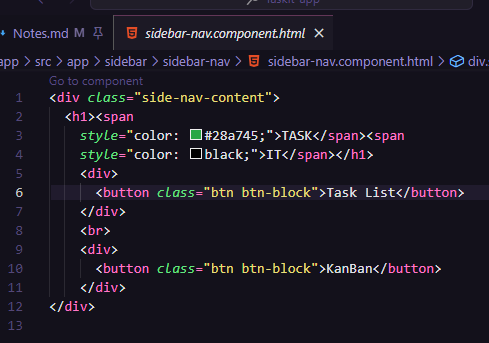 taskit-app
Notes.md M sidebar-nav.component.html
app > src > app > sidebar > sidebar-nav > sidebar-nav.component.html > div.
Go to component
1 <div class="side-nav-content">
2 <h1><span
3 style="color: #28a745;">TASK</span><span
4 style="color: black;">IT</span></h1>
5 <div>
6 <button class="btn btn-block">Task List</button>
7 </div>
8 <br>
9 <div>
10 <button class="btn btn-block">KanBan</button>
11 </div>
12 </div>
13